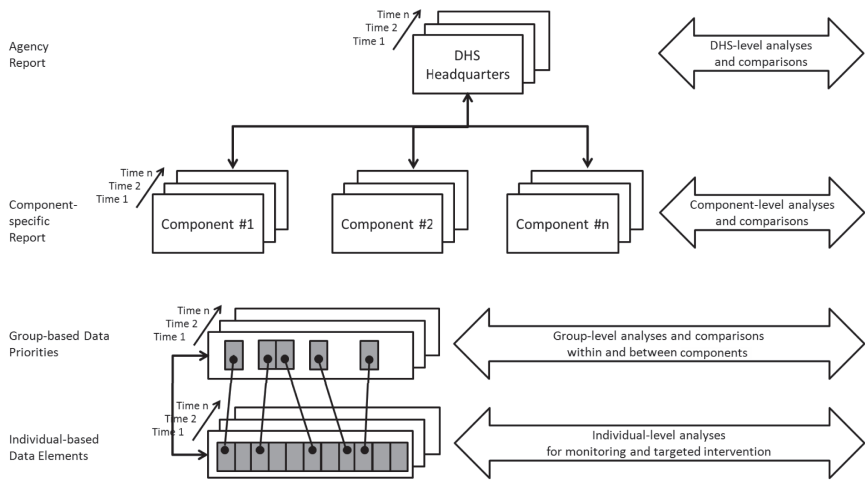 Agency
Report
Time n
Time 2
Time 1
DHS
Headquarters
DHS-level analyses
and comparisons
Component-
specific
Report
Time n
Time 2
Time 1
Component #1
Component #2
Component #n
Component-level analyses
and comparisons
Group-based Data
Priorities
Time n
Time 2
Time 1
Group-level analyses and comparisons
within and between components
Individual-based
Data Elements
Time n
Time 2
Time 1
Individual-level analyses
for monitoring and targeted intervention